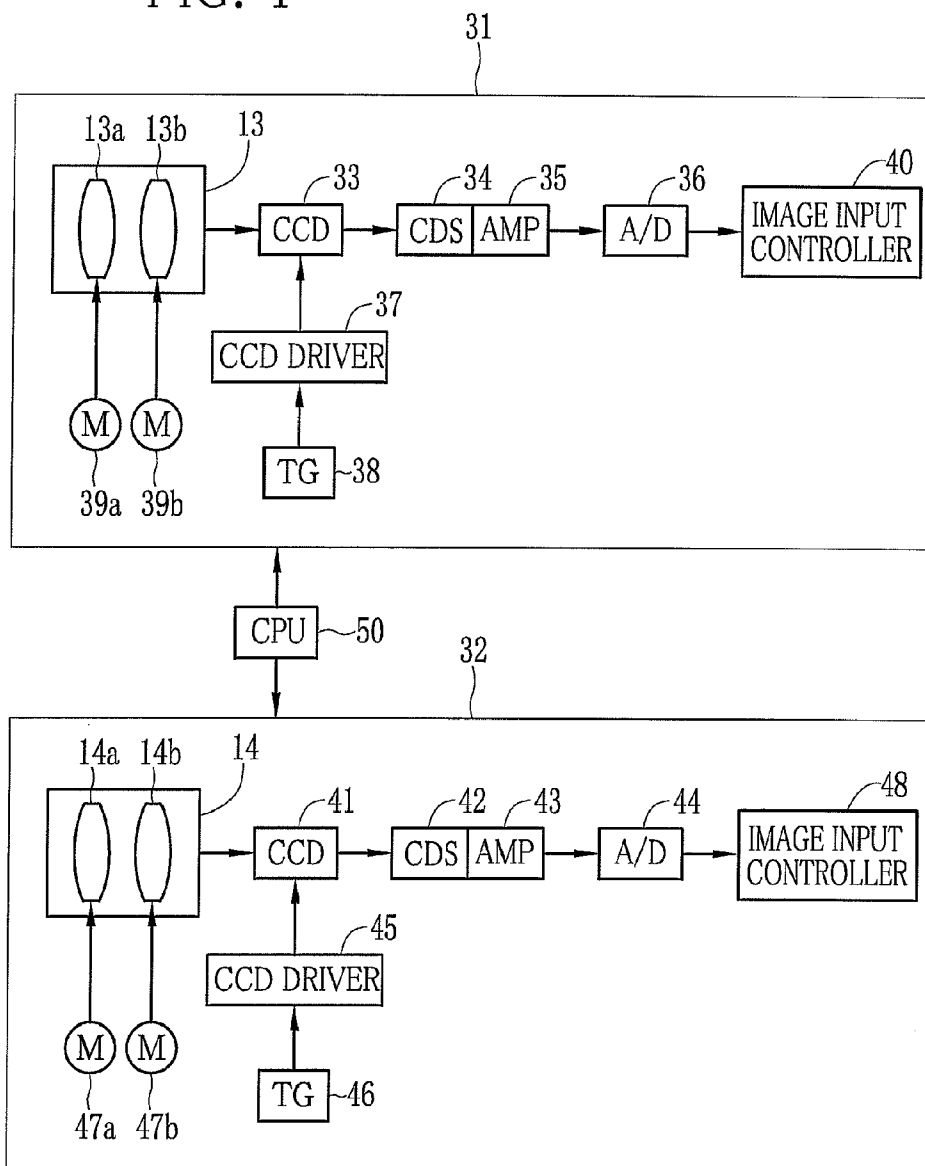 FIG.
31
13a 13b 13
33 34 35 36 40
CCD CDS AMP A/D IMAGE INPUT
CONTROLLER
37
CCD DRIVER
M M
TG 38
39a 39b
CPU 50
32
14a 14b 14
41 42 43 44 48
CCD CDS AMP A/D IMAGE INPUT
CONTROLLER
45
CCD DRIVER
M M
TG 46
47a 47b